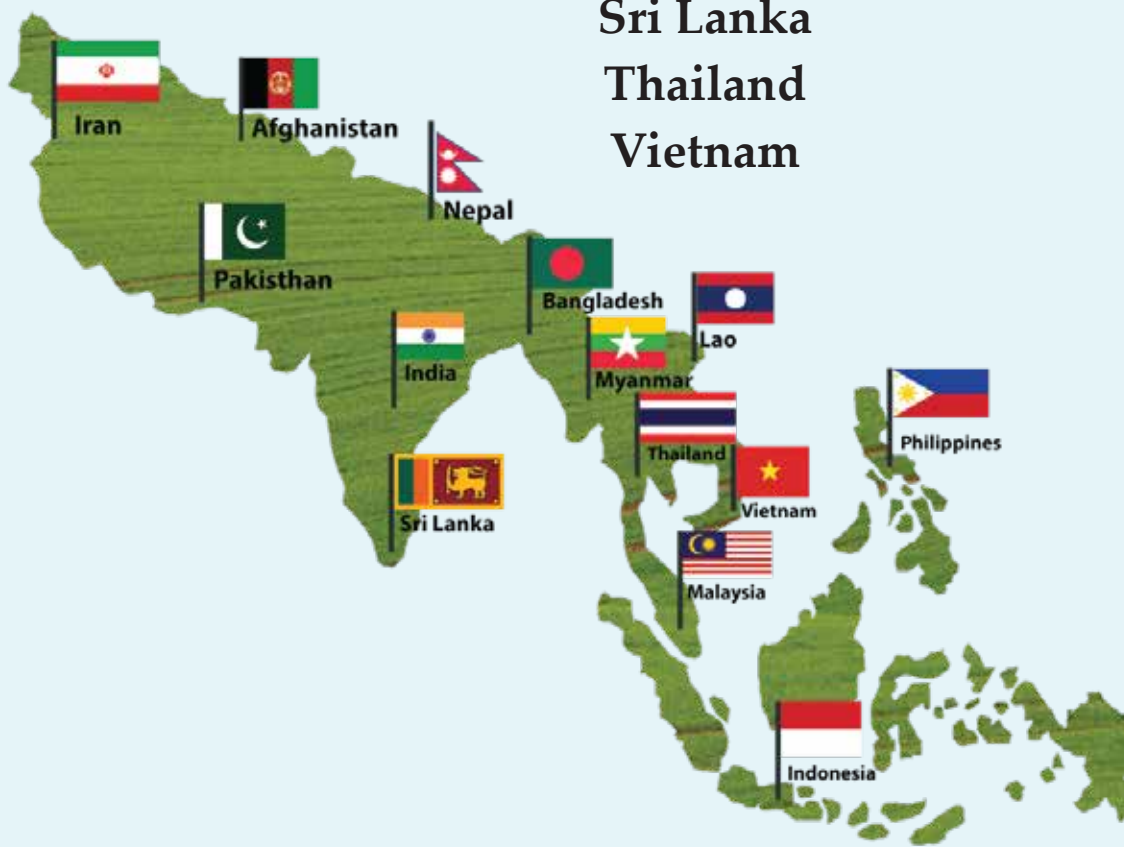 Sri Lanka
Thailand
Vietnam
Iran
Afghanistan
Nepal
Pakisthan
Bangladesh
Lao
India
Myanmar
Philippines
Thailand
Vietnam
Sri Lanka
Malaysia
Indonesia